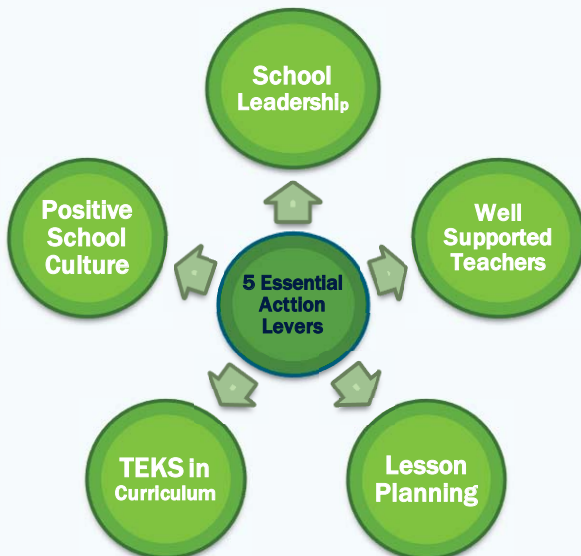 School
Leadership
Positive
School
Culture
Well
Supported
Teachers
5 Essential
Acttion
Levers
TEKS in
Curriculum
Lesson
Planning